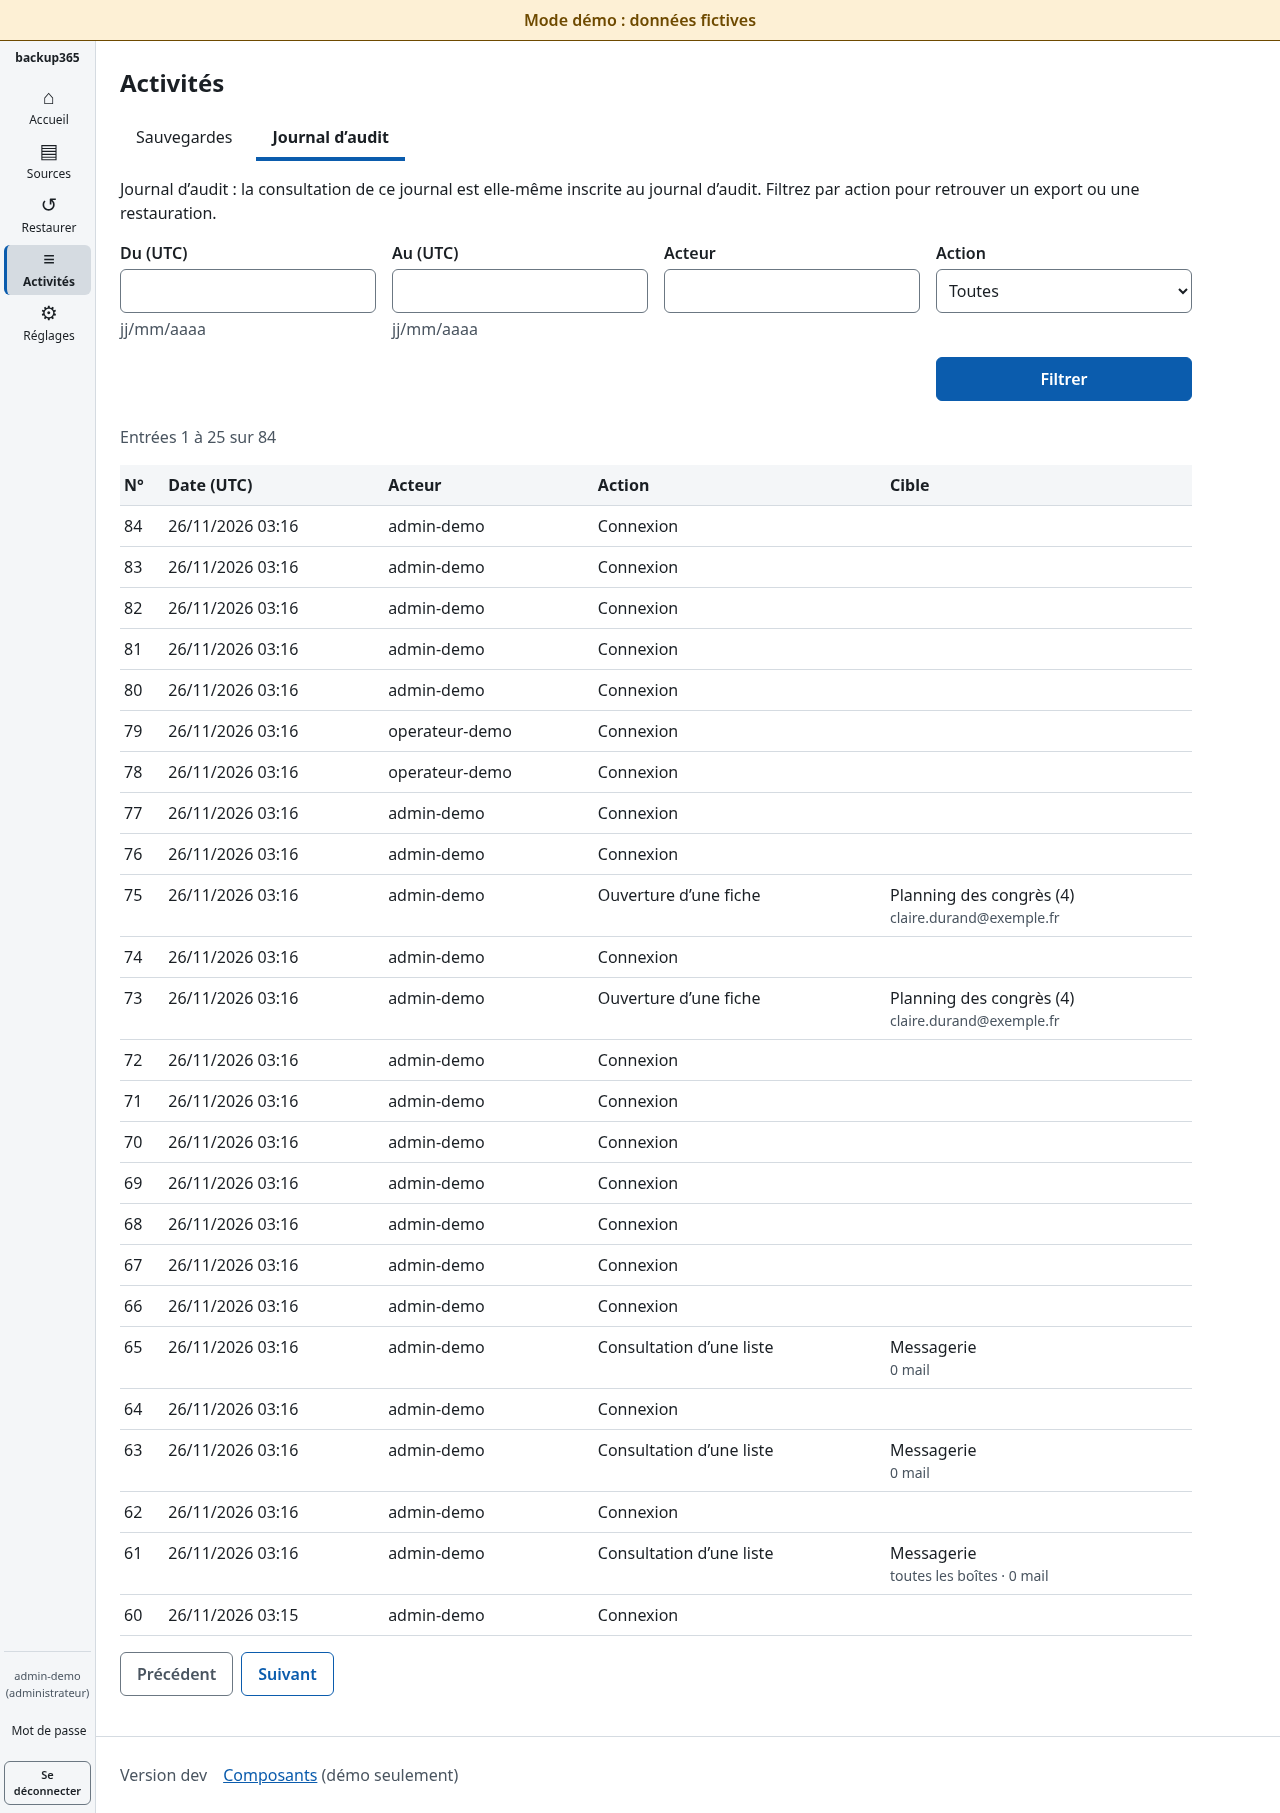 Mode démo : données fictives
backup365
Accueil
Sources
Restaurer
Activités
Réglages
Activités
Sauvegardes Journal d’audit
Journal d’audit : la consultation de ce journal est elle-même inscrite au journal d’audit. Filtrez par action pour retrouver un export ou une
restauration.
Du (UTC) Au (UTC) Acteur Action
Toutes
jj/mm/aaaa jj/mm/aaaa
Filtrer
Entrées 1 à 25 sur 84
N° Date (UTC) Acteur Action Cible
84 26/11/2026 03:16 admin-demo Connexion
83 26/11/2026 03:16 admin-demo Connexion
82 26/11/2026 03:16 admin-demo Connexion
81 26/11/2026 03:16 admin-demo Connexion
80 26/11/2026 03:16 admin-demo Connexion
79 26/11/2026 03:16 operateur-demo Connexion
78 26/11/2026 03:16 operateur-demo Connexion
77 26/11/2026 03:16 admin-demo Connexion
76 26/11/2026 03:16 admin-demo Connexion
75 26/11/2026 03:16 admin-demo Ouverture d’une fiche Planning des congrès (4)
claire.durand@exemple.fr
74 26/11/2026 03:16 admin-demo Connexion
73 26/11/2026 03:16 admin-demo Ouverture d’une fiche Planning des congrès (4)
claire.durand@exemple.fr
72 26/11/2026 03:16 admin-demo Connexion
71 26/11/2026 03:16 admin-demo Connexion
70 26/11/2026 03:16 admin-demo Connexion
69 26/11/2026 03:16 admin-demo Connexion
68 26/11/2026 03:16 admin-demo Connexion
67 26/11/2026 03:16 admin-demo Connexion
66 26/11/2026 03:16 admin-demo Connexion
65 26/11/2026 03:16 admin-demo Consultation d’une liste Messagerie
0 mail
64 26/11/2026 03:16 admin-demo Connexion
63 26/11/2026 03:16 admin-demo Consultation d’une liste Messagerie
0 mail
62 26/11/2026 03:16 admin-demo Connexion
61 26/11/2026 03:16 admin-demo Consultation d’une liste Messagerie
toutes les boîtes · 0 mail
60 26/11/2026 03:15 admin-demo Connexion
Précédent Suivant
admin-demo
(administrateur)
Mot de passe
Se
déconnecter
Version dev Composants (démo seulement)